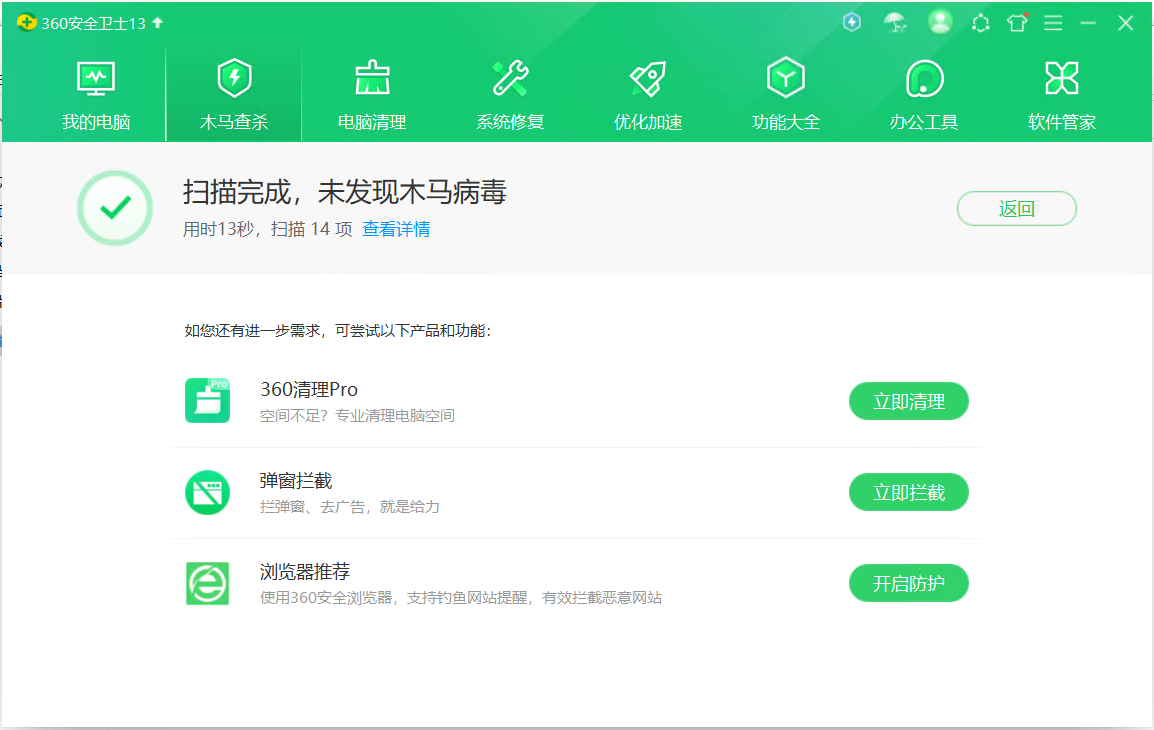 360安全卫士13
我的电脑
木马查杀
电脑清理
系统修复
优化加速
功能大全
办公工具
软件管家
扫描完成，未发现木马病毒
用时13秒，扫描 14 项 查看详情
返回
如您还有进一步需求，可尝试以下产品和功能：
Pro
360清理Pro
空间不足？专业清理电脑空间
立即清理
弹窗拦截
拦弹窗、去广告，就是给力
立即拦截
浏览器推荐
使用360安全浏览器，支持钓鱼网站提醒，有效拦截恶意网站
开启防护